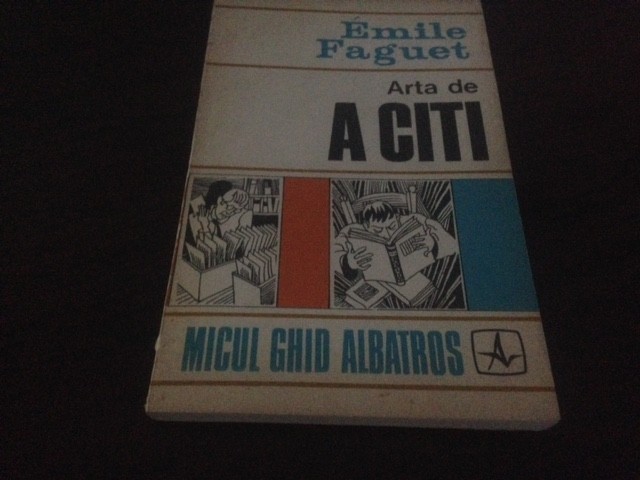 Émile
Faguet
Arta de
A CITI
MICUL GHID ALBATROS